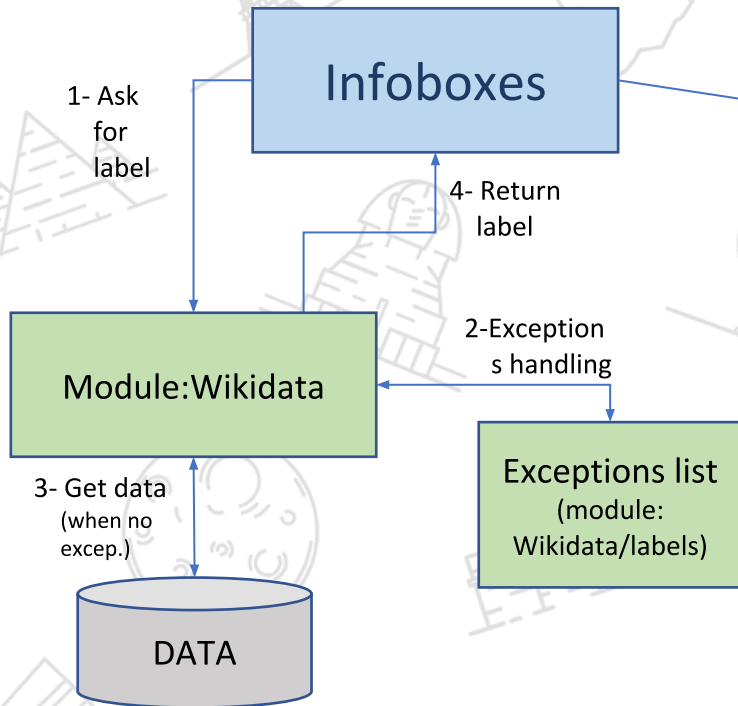 Infoboxes
1- Ask
for
label
4- Return
label
2-Exception
s handling
Module:Wikidata
Exceptions list
(module:
Wikidata/labels)
3- Get data
(when no
excep.)
DATA